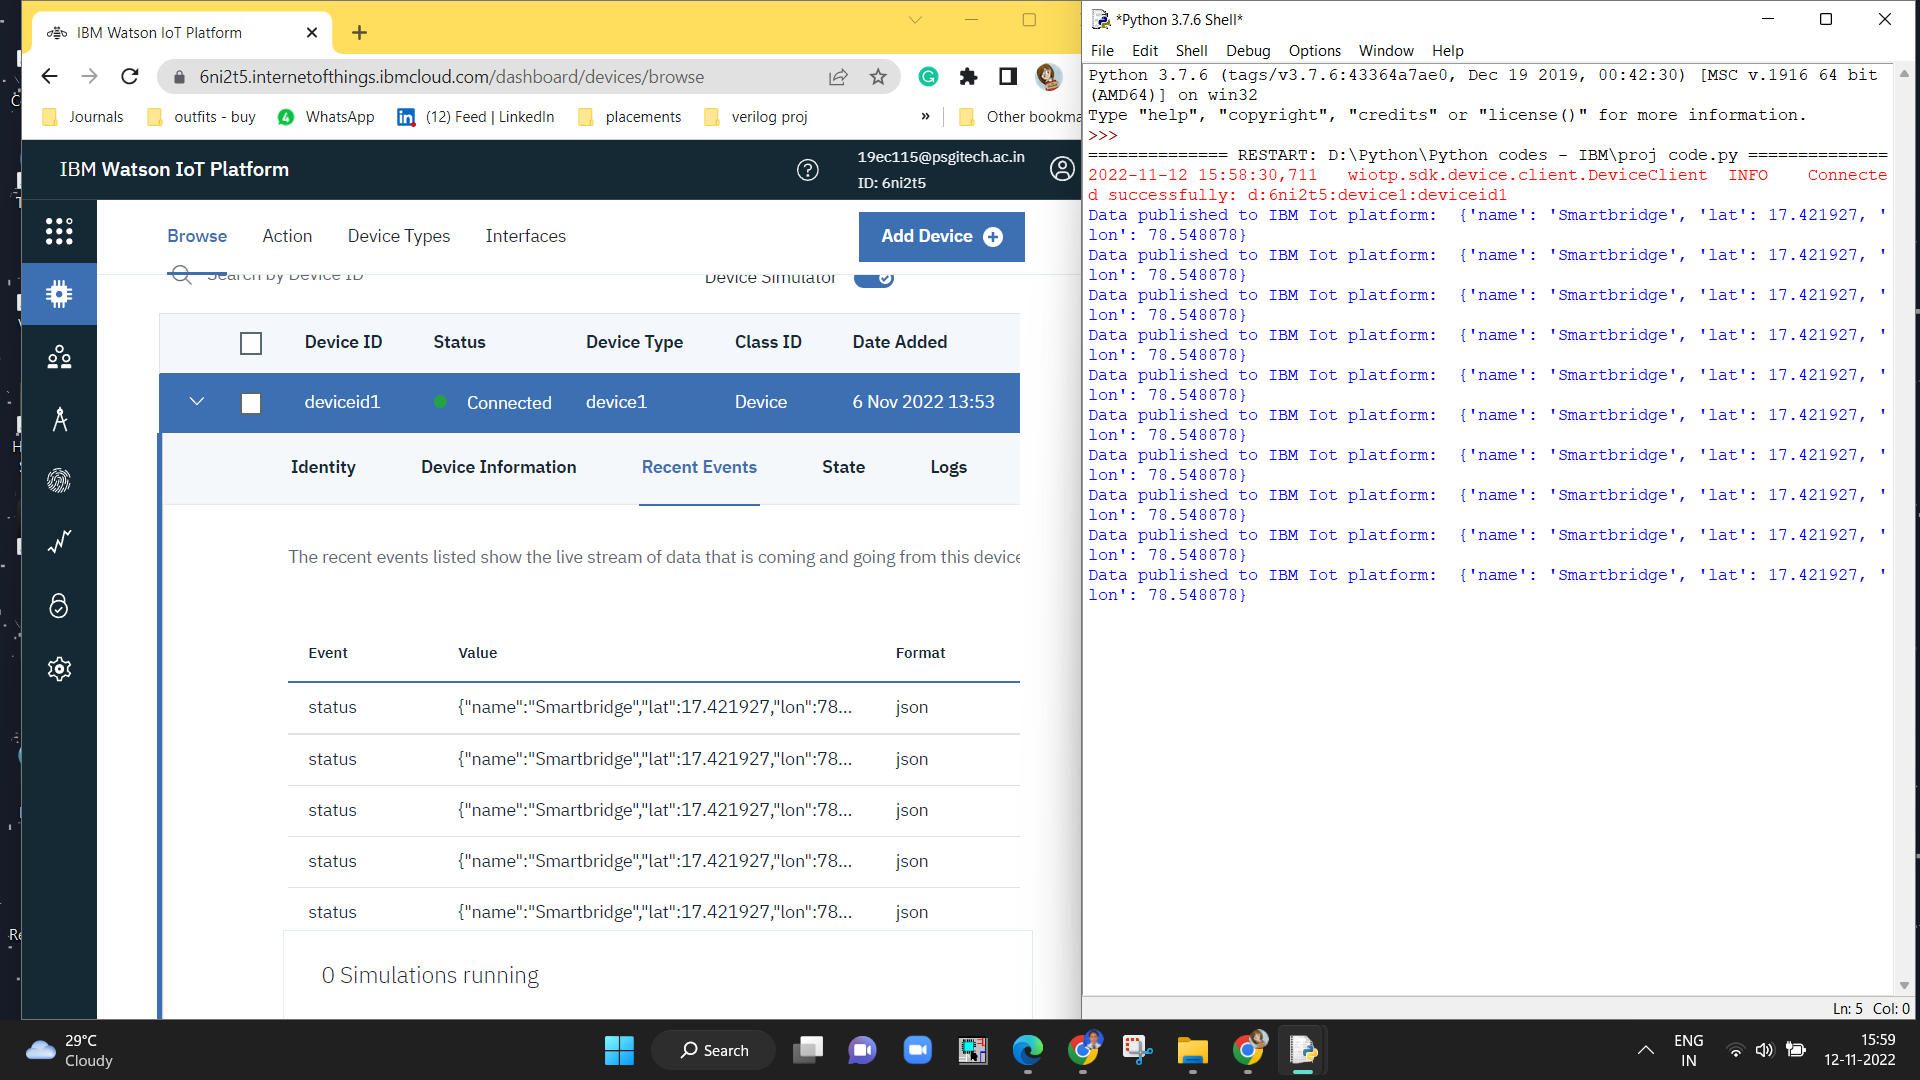 IBM Watson IoT Platform
6ni2t5.internetofthings.ibmcloud.com/dashboard/devices/browse
Journals outfits - buy WhatsApp (12) Feed | LinkedIn placements verilog proj » Other bookma
IBM Watson IoT Platform
19ec115@psgitech.ac.in
ID: 6ni2t5
Browse Action Device Types Interfaces Add Device
Search by Device ID Device Simulator
Device ID Status Device Type Class ID Date Added
deviceid1 Connected device1 Device 6 Nov 2022 13:53
Identity Device Information Recent Events State Logs
The recent events listed show the live stream of data that is coming and going from this device
Event Value Format
status {"name":"Smartbridge","lat":17.421927,"lon":78... json
status {"name":"Smartbridge","lat":17.421927,"lon":78... json
status {"name":"Smartbridge","lat":17.421927,"lon":78... json
status {"name":"Smartbridge","lat":17.421927,"lon":78... json
status {"name":"Smartbridge","lat":17.421927,"lon":78... json
0 Simulations running
*Python 3.7.6 Shell*
File Edit Shell Debug Options Window Help
Python 3.7.6 (tags/v3.7.6:43364a7ae0, Dec 19 2019, 00:42:30) [MSC v.1916 64 bit
(AMD64)] on win32
Type "help", "copyright", "credits" or "license()" for more information.
>>>
============== RESTART: D:\Python\Python codes - IBM\proj code.py ==============
2022-11-12 15:58:30,711 wiotp.sdk.device.client.DeviceClient INFO Connecte
d successfully: d:6ni2t5:device1:deviceid1
Data published to IBM Iot platform: {'name': 'Smartbridge', 'lat': 17.421927, '
lon': 78.548878}
Data published to IBM Iot platform: {'name': 'Smartbridge', 'lat': 17.421927, '
lon': 78.548878}
Data published to IBM Iot platform: {'name': 'Smartbridge', 'lat': 17.421927, '
lon': 78.548878}
Data published to IBM Iot platform: {'name': 'Smartbridge', 'lat': 17.421927, '
lon': 78.548878}
Data published to IBM Iot platform: {'name': 'Smartbridge', 'lat': 17.421927, '
lon': 78.548878}
Data published to IBM Iot platform: {'name': 'Smartbridge', 'lat': 17.421927, '
lon': 78.548878}
Data published to IBM Iot platform: {'name': 'Smartbridge', 'lat': 17.421927, '
lon': 78.548878}
Data published to IBM Iot platform: {'name': 'Smartbridge', 'lat': 17.421927, '
lon': 78.548878}
Data published to IBM Iot platform: {'name': 'Smartbridge', 'lat': 17.421927, '
lon': 78.548878}
Data published to IBM Iot platform: {'name': 'Smartbridge', 'lat': 17.421927, '
lon': 78.548878}
Ln: 5 Col: 0
29°C
Cloudy
Search
ENG
IN
15:59
12-11-2022